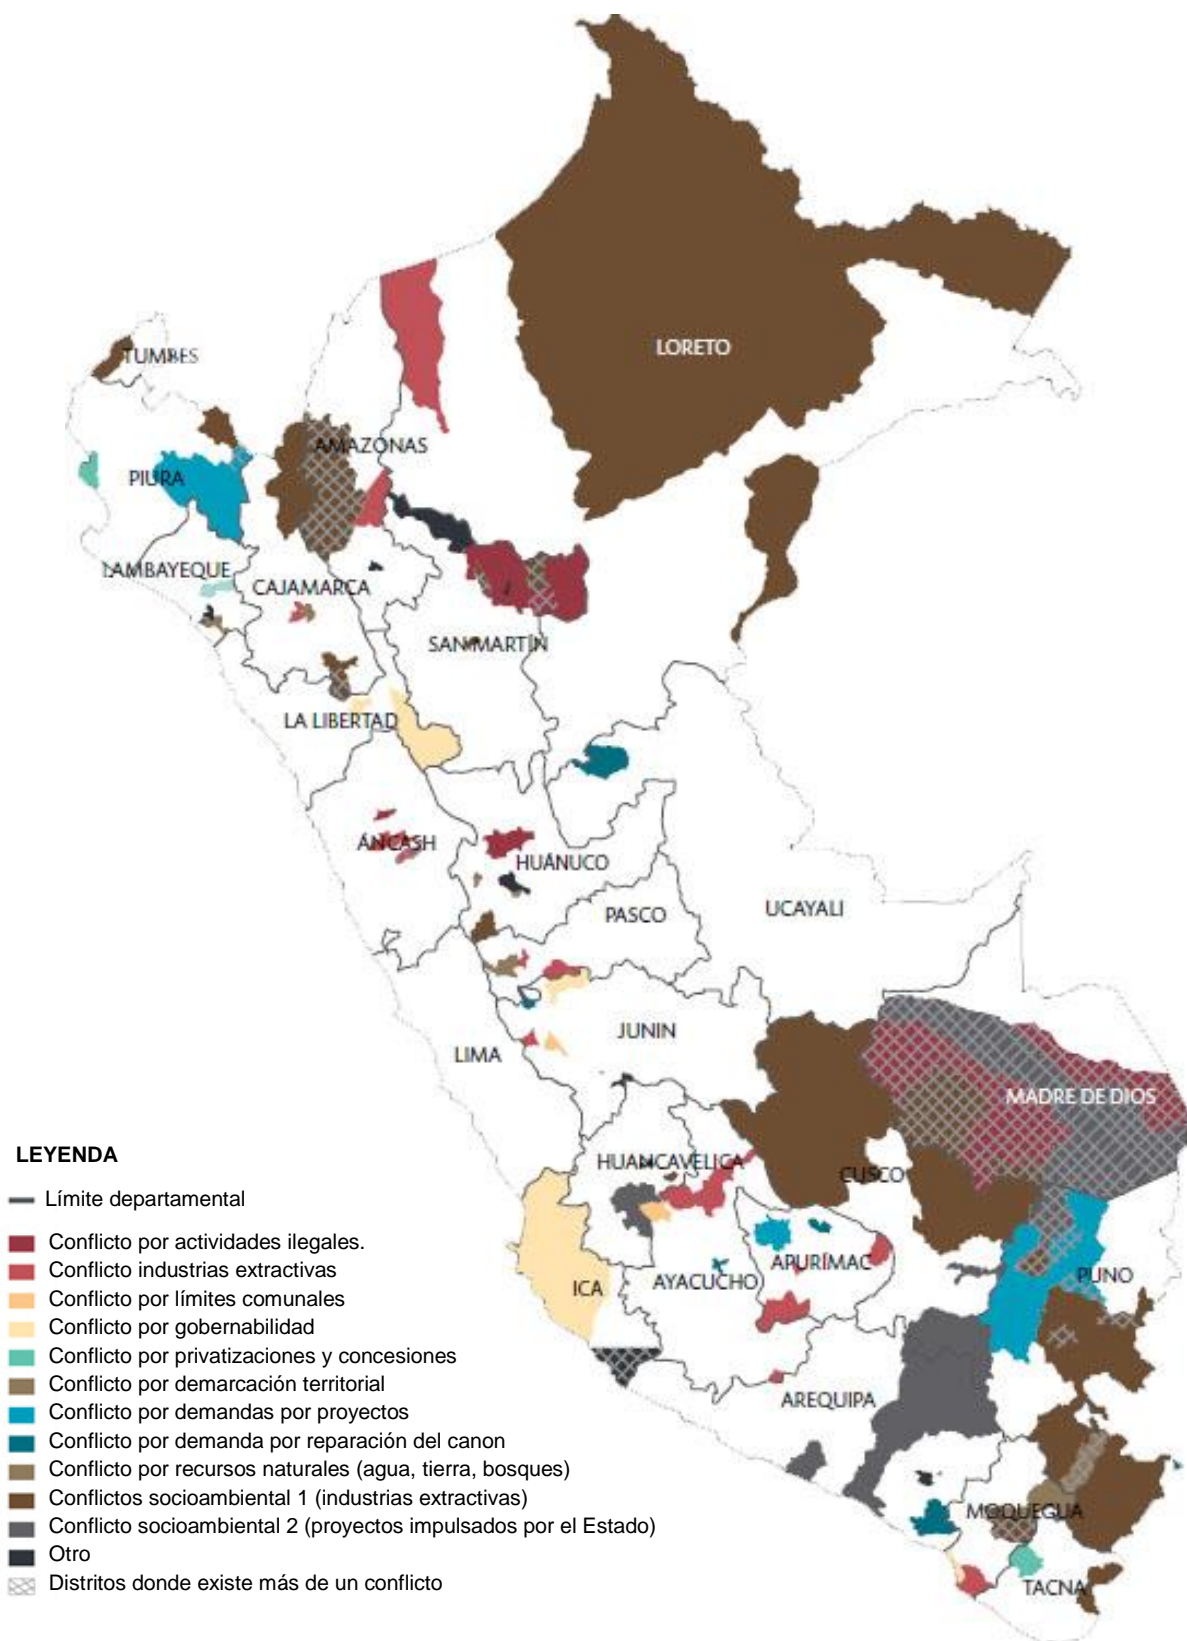 LORETO
TUMBES
AMAZONAS
PIURA
LAMBAYEQUE
CAJAMARCA
SAN MARTÍN
LA LIBERTAD
ÁNCASH
HUÁNUCO
PASCO
UCAYALI
JUNIN
LIMA
MADRE DE DIOS
HUANCAVELICA
CUSCO
ICA
AYACUCHO
APURÍMAC
PUNO
AREQUIPA
MOQUEGUA
TACNA
LEYENDA
Límite departamental
Conflicto por actividades ilegales.
Conflicto industrias extractivas
Conflicto por límites comunales
Conflicto por gobernabilidad
Conflicto por privatizaciones y concesiones
Conflicto por demarcación territorial
Conflicto por demandas por proyectos
Conflicto por demanda por reparación del canon
Conflicto por recursos naturales (agua, tierra, bosques)
Conflictos socioambiental 1 (industrias extractivas)
Conflicto socioambiental 2 (proyectos impulsados por el Estado)
Otro
Distritos donde existe más de un conflicto